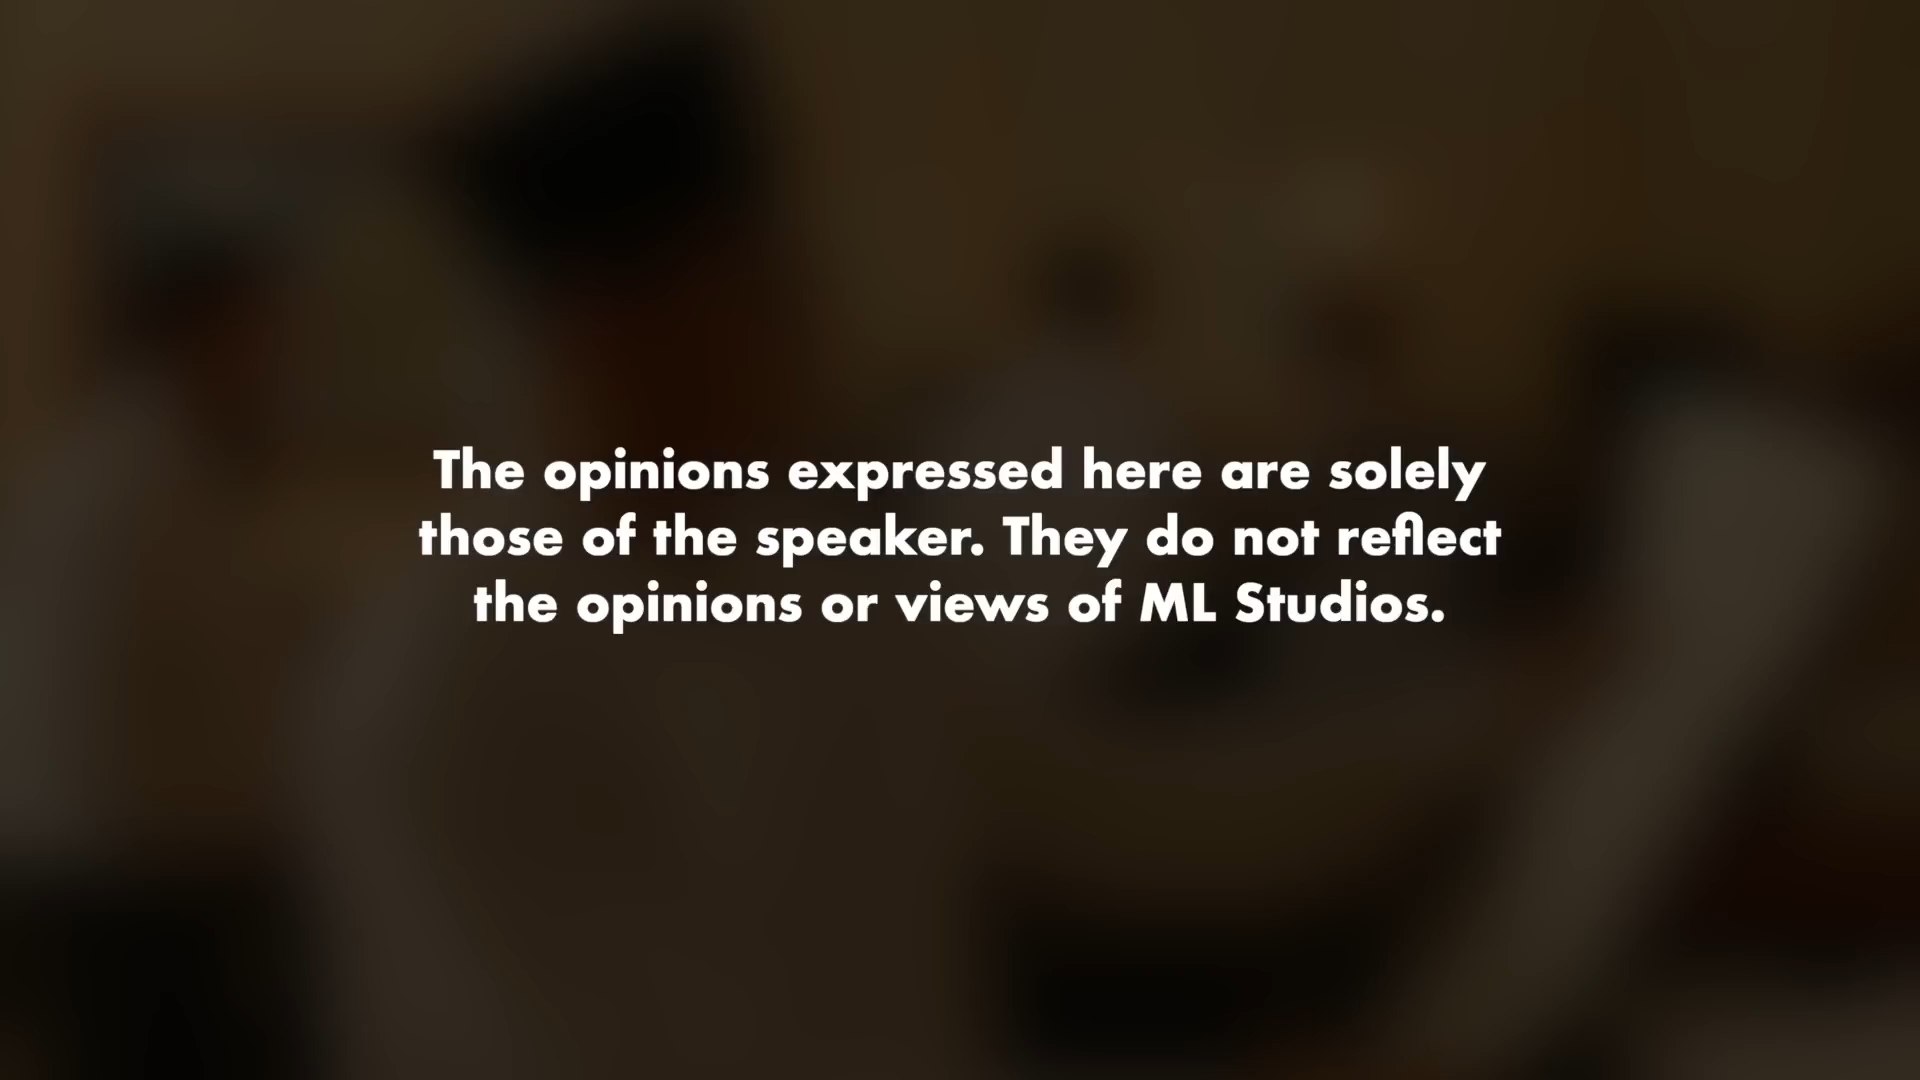 The opinions expressed here are solely
those of the speaker. They do not reflect
the opinions or views of ML Studios.